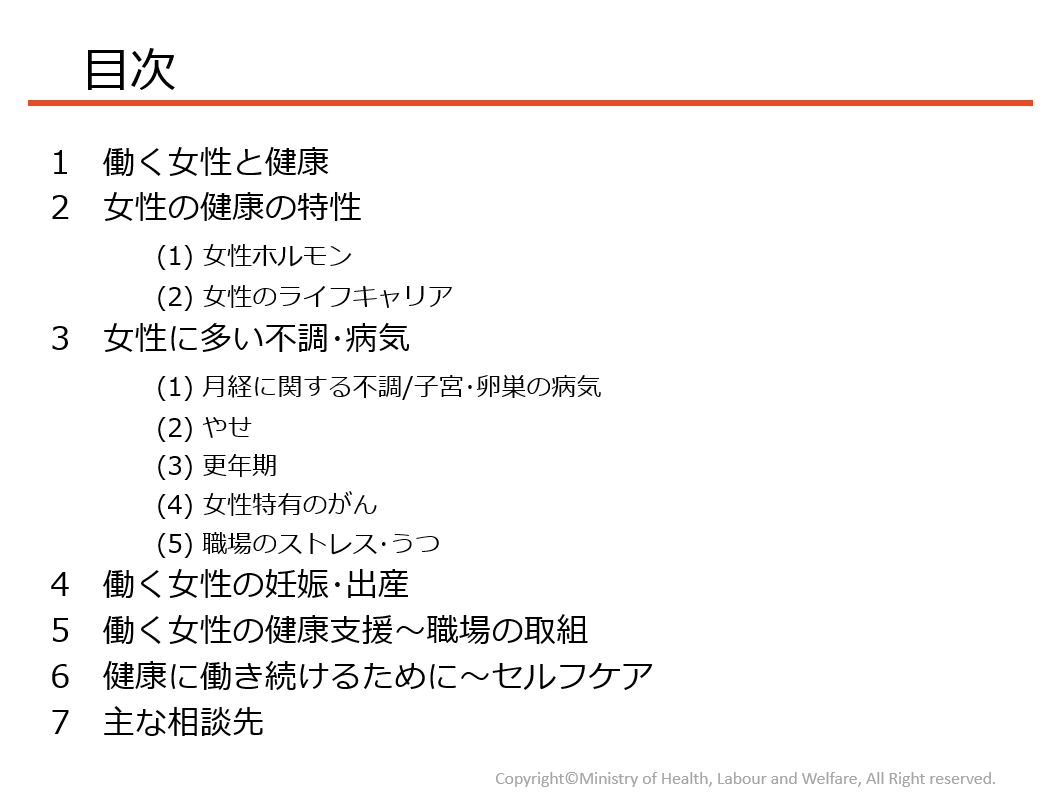 目次
1 働く女性と健康
2 女性の健康の特性
(1) 女性ホルモン
(2) 女性のライフキャリア
3 女性に多い不調･病気
(1) 月経に関する不調/子宮･卵巣の病気
(2) やせ
(3) 更年期
(4) 女性特有のがん
(5) 職場のストレス･うつ
4 働く女性の妊娠･出産
5 働く女性の健康支援～職場の取組
6 健康に働き続けるために～セルフケア
7 主な相談先
Copyright©Ministry of Health, Labour and Welfare, All Right reserved.